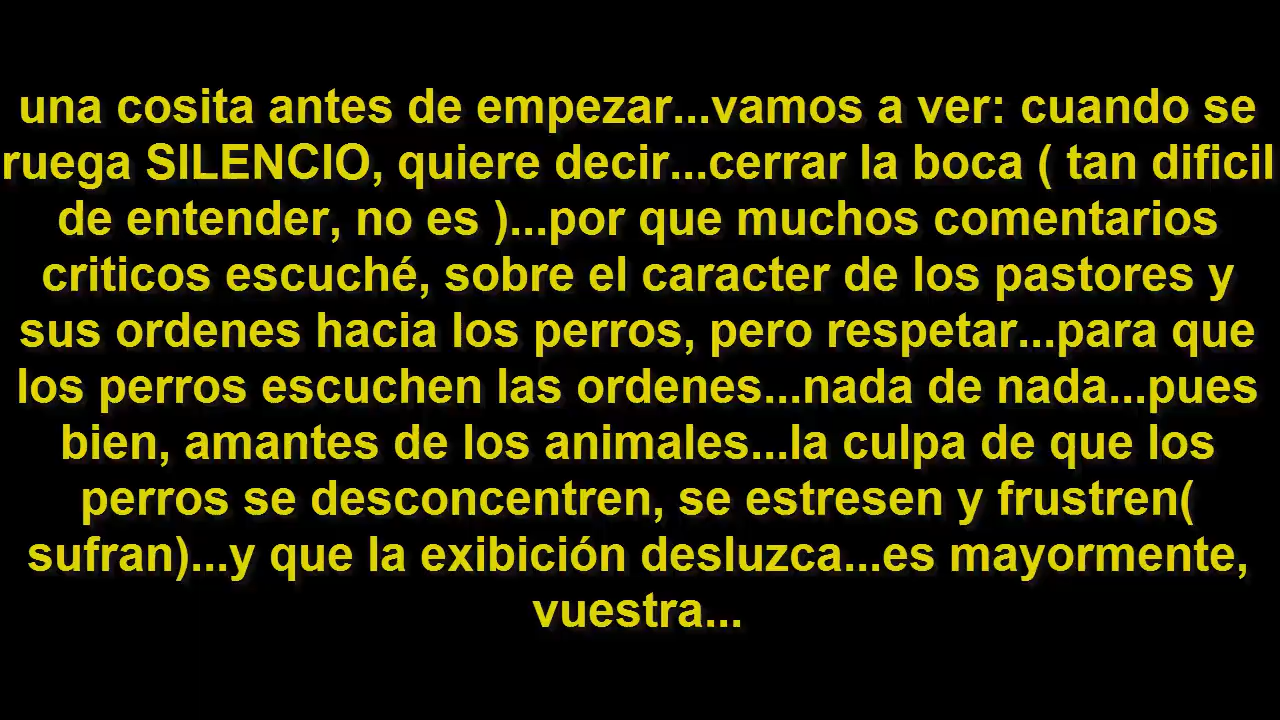 una cosita antes de empezar...vamos a ver: cuando se
ruega SILENCIO, quiere decir...cerrar la boca ( tan dificil
de entender, no es )...por que muchos comentarios
criticos escuché, sobre el caracter de los pastores y
sus ordenes hacia los perros, pero respetar...para que
los perros escuchen las ordenes...nada de nada...pues
bien, amantes de los animales...la culpa de que los
perros se desconcentren, se estresen y frustren(
sufran)...y que la exibición desluzca...es mayormente,
vuestra...